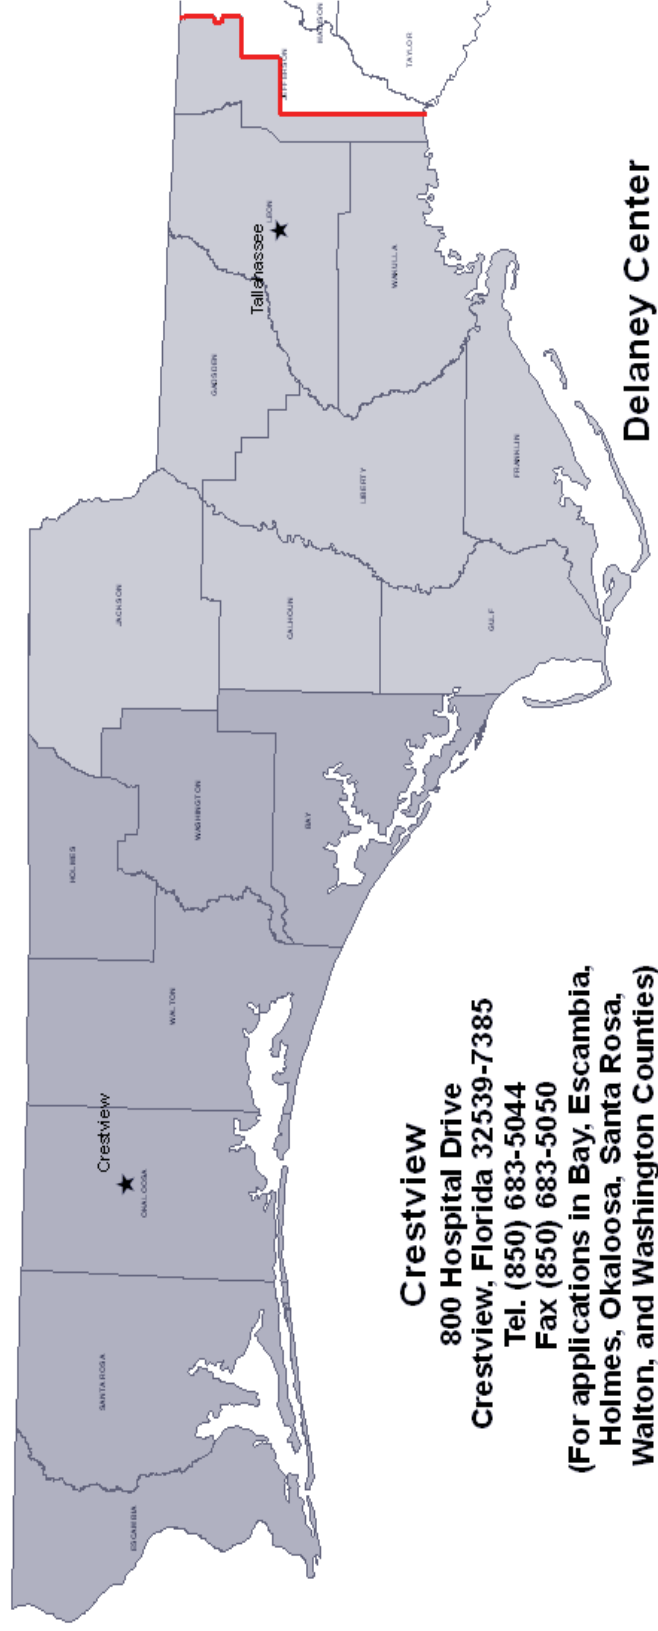 ESCAMBIA
SANTA ROSA
OKALOOSA
Crestview
WALTON
HOLMES
WASHINGTON
BAY
JACKSON
CALHOUN
GULF
LIBERTY
FRANKLIN
GADSDEN
Tallahassee
LEON
WAKULLA
JEFFERSON
MADISON
TAYLOR
Crestview
800 Hospital Drive
Crestview, Florida 32539-7385
Tel. (850) 683-5044
Fax (850) 683-5050
(For applications in Bay, Escambia,
Holmes, Okaloosa, Santa Rosa,
Walton, and Washington Counties)
Delaney Center